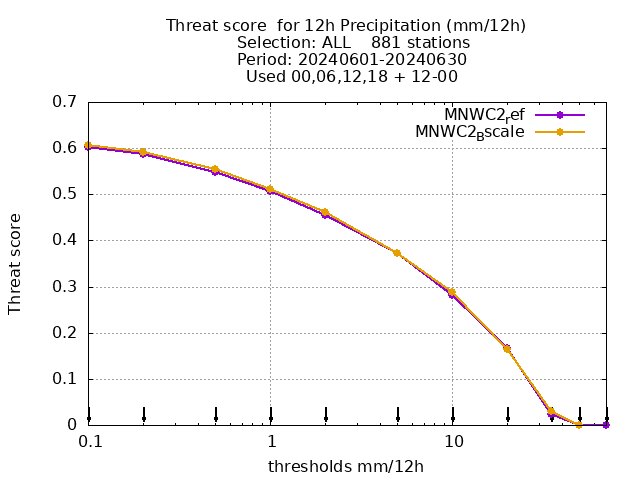 Threat score  for 12h Precipitation (mm/12h)
Selection: ALL    881 stations
Period: 20240601-20240630
Used 00,06,12,18 + 12-00
MNWC2ref
MNWC2Bscale
0.7
0.6
0.5
0.4
0.3
0.2
0.1
0
Threat score
0.1 1 10
thresholds mm/12h